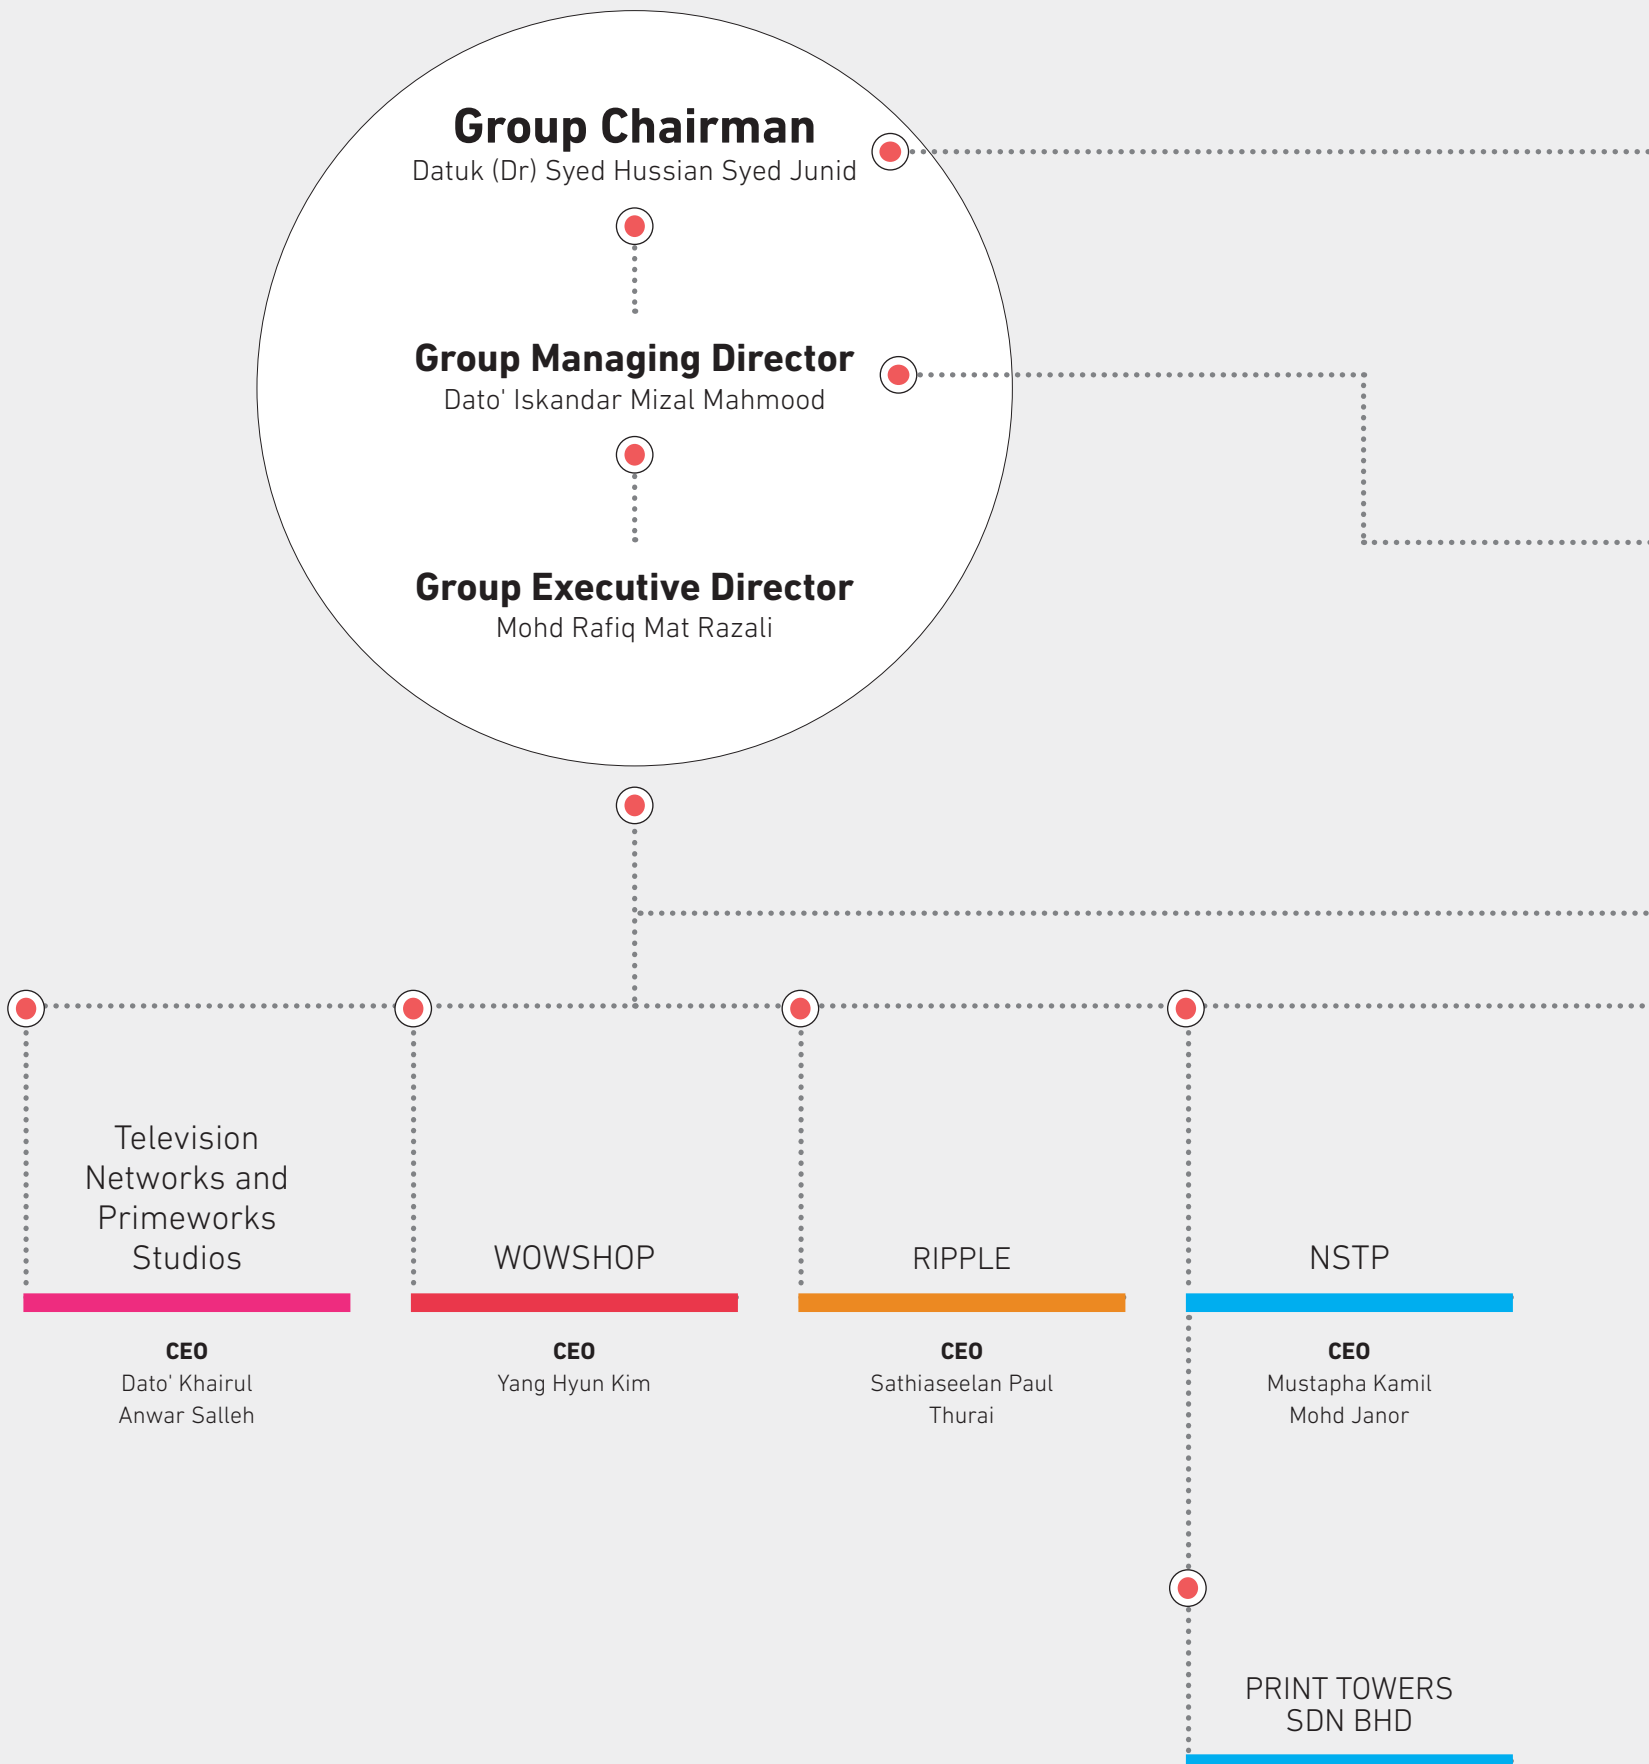 Group Chairman
Datuk (Dr) Syed Hussian Syed Junid
Group Managing Director
Dato' Iskandar Mizal Mahmood
Group Executive Director
Mohd Rafiq Mat Razali
Television
Networks and
Primeworks
Studios
CEO
Dato' Khairul
Anwar Salleh
WOWSHOP
CEO
Yang Hyun Kim
RIPPLE
CEO
Sathiaseelan Paul
Thurai
NSTP
CEO
Mustapha Kamil
Mohd Janor
PRINT TOWERS
SDN BHD